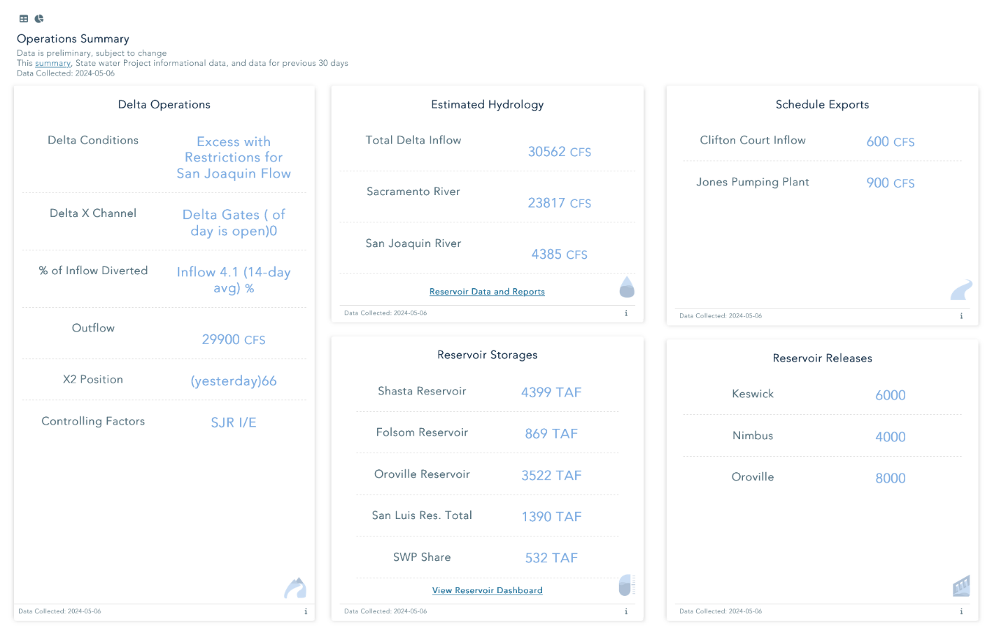 Operations Summary
Data is preliminary, subject to change
This summary, State water Project informational data, and data for previous 30 days
Data Collected: 2024-05-06
Delta Operations
Delta Conditions
Excess with
Restrictions for
San Joaquin Flow
Delta X Channel
Delta Gates ( of
day is open)0
% of Inflow Diverted
Inflow 4.1 (14-day
avg) %
Outflow
29900 CFS
X2 Position
(yesterday)66
Controlling Factors
SJR I/E
Data Collected: 2024-05-06
i
Estimated Hydrology
Total Delta Inflow
30562 CFS
Sacramento River
23817 CFS
San Joaquin River
4385 CFS
Reservoir Data and Reports
Data Collected: 2024-05-06
i
Schedule Exports
Clifton Court Inflow
600 CFS
Jones Pumping Plant
900 CFS
Data Collected: 2024-05-06
i
Reservoir Storages
Shasta Reservoir
4399 TAF
Folsom Reservoir
869 TAF
Oroville Reservoir
3522 TAF
San Luis Res. Total
1390 TAF
SWP Share
532 TAF
View Reservoir Dashboard
Data Collected: 2024-05-06
i
Reservoir Releases
Keswick
6000
Nimbus
4000
Oroville
8000
Data Collected: 2024-05-06
i